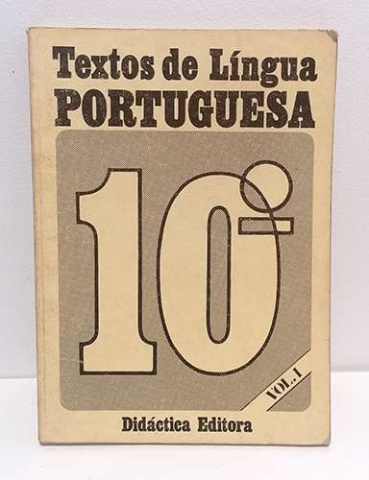 Textos de Língua
PORTUGUESA
10º
VOL. I
Didáctica Editora